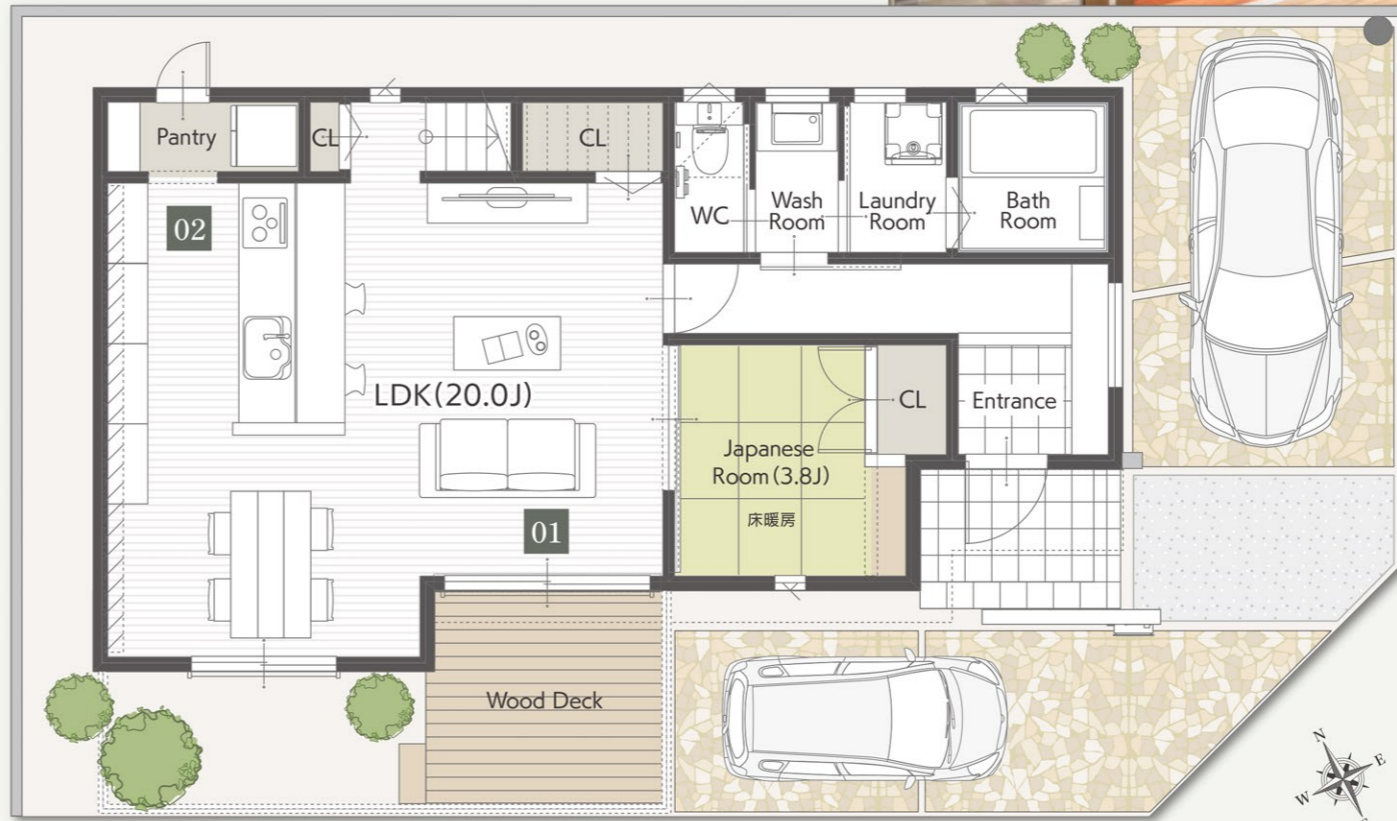 Pantry
CL
CL
02
WC
Wash
Room
Laundry
Room
Bath
Room
LDK(20.0J)
CL
Entrance
Japanese
Room(3.8J)
床暖房
01
Wood Deck
N
E
W
S